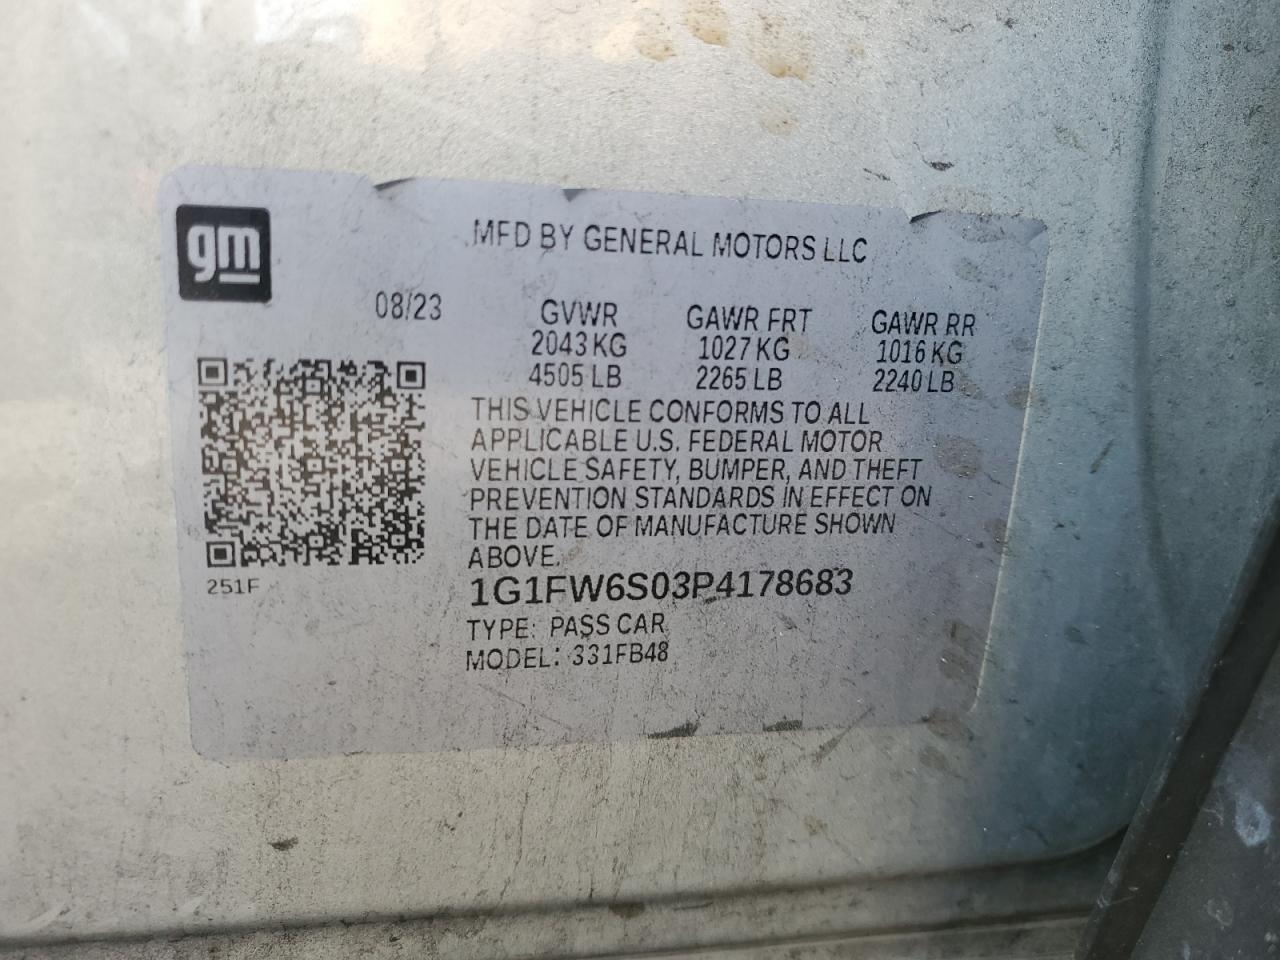 gm
MFD BY GENERAL MOTORS LLC
08/23
GVWR GAWR FRT GAWR RR
2043 KG 1027 KG 1016 KG
4505 LB 2265 LB 2240 LB
THIS VEHICLE CONFORMS TO ALL
APPLICABLE U.S. FEDERAL MOTOR
VEHICLE SAFETY, BUMPER, AND THEFT
PREVENTION STANDARDS IN EFFECT ON
THE DATE OF MANUFACTURE SHOWN
ABOVE.
251F
1G1FW6S03P4178683
TYPE: PASS CAR
MODEL: 331FB48